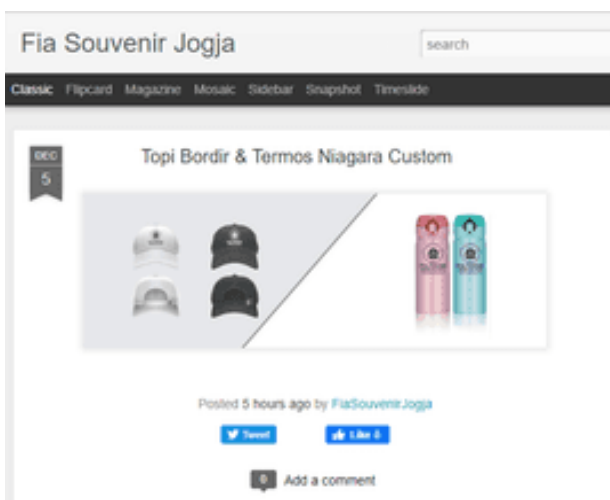 Fia Souvenir Jogja
search
Classic Flipcard Magazine Mosaic Sidebar Snapshot Timeslide
DEC
5
Topi Bordir & Termos Niagara Custom
Posted 5 hours ago by FiaSouvenirJogja
Tweet
Like 0
0 Add a comment